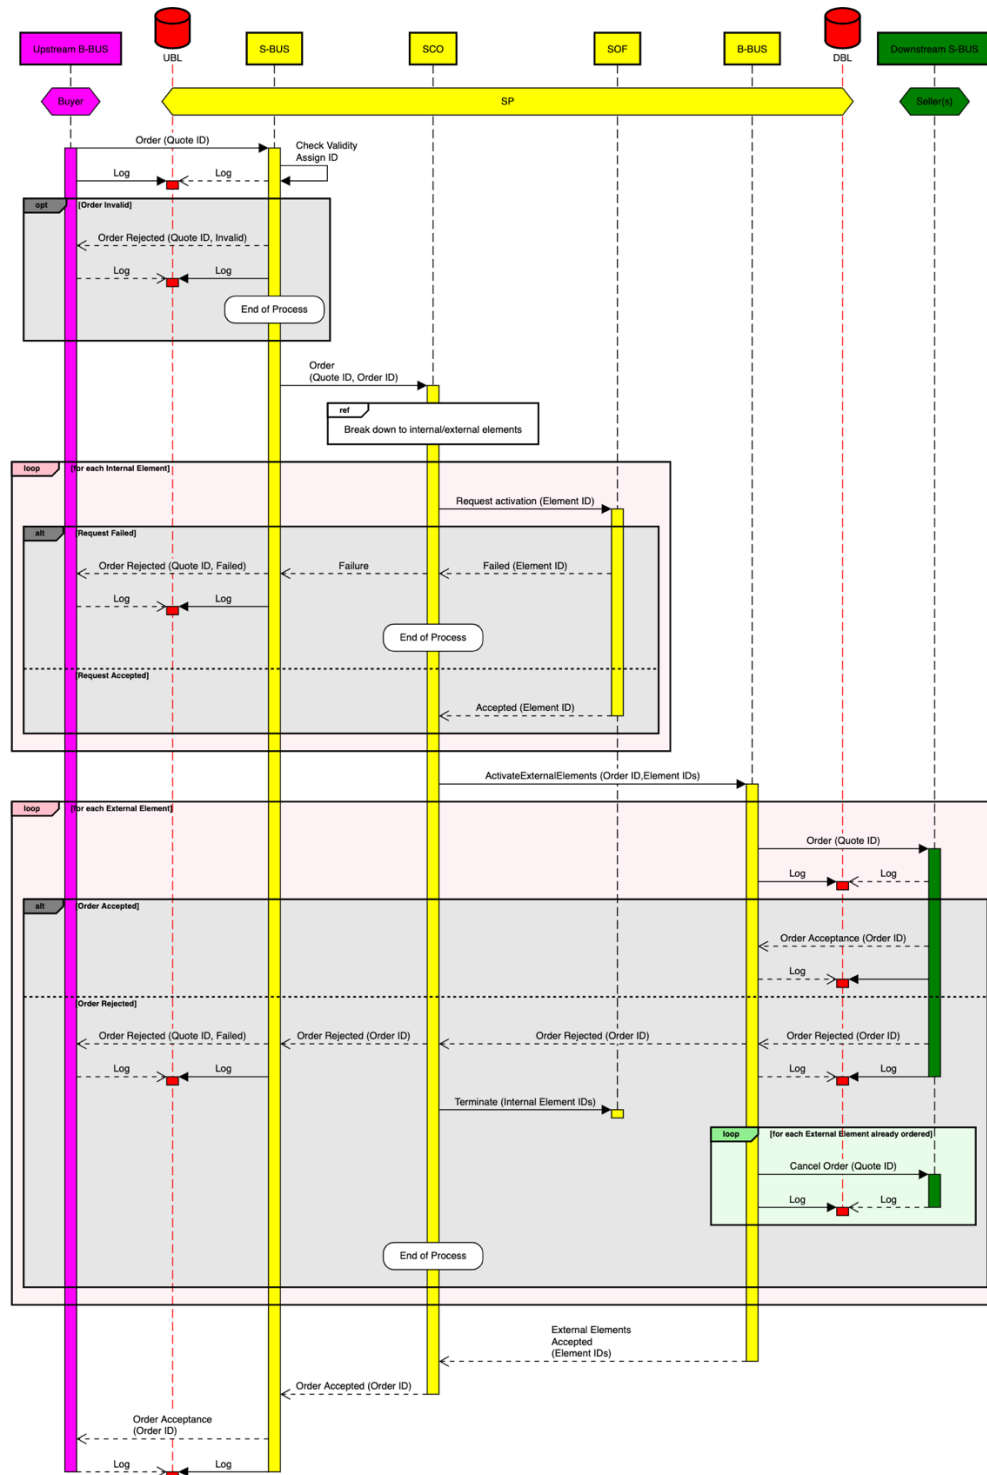 Upstream B-BUS
UBL
S-BUS
SCO
SOF
B-BUS
DBL
Downstream S-BUS
Buyer
SP
Seller(s)
Order (Quote ID)
Check Validity
Assign ID
Log
Log
opt
[Order Invalid]
Order Rejected (Quote ID, Invalid)
Log
Log
End of Process
Order
(Quote ID, Order ID)
ref
Break down to internal/external elements
loop
[for each Internal Element]
Request activation (Element ID)
alt
[Request Failed]
Order Rejected (Quote ID, Failed)
Failure
Failed (Element ID)
Log
Log
End of Process
[Request Accepted]
Accepted (Element ID)
ActivateExternalElements (Order ID,Element IDs)
loop
[for each External Element]
Order (Quote ID)
Log
Log
alt
[Order Accepted]
Order Acceptance (Order ID)
Log
[Order Rejected]
Order Rejected (Quote ID, Failed)
Order Rejected (Order ID)
Order Rejected (Order ID)
Order Rejected (Order ID)
Log
Log
Log
Log
Terminate (Internal Element IDs)
loop
[for each External Element already ordered]
Cancel Order (Quote ID)
Log
Log
End of Process
External Elements
Accepted
(Element IDs)
Order Accepted (Order ID)
Order Acceptance
(Order ID)
Log
Log